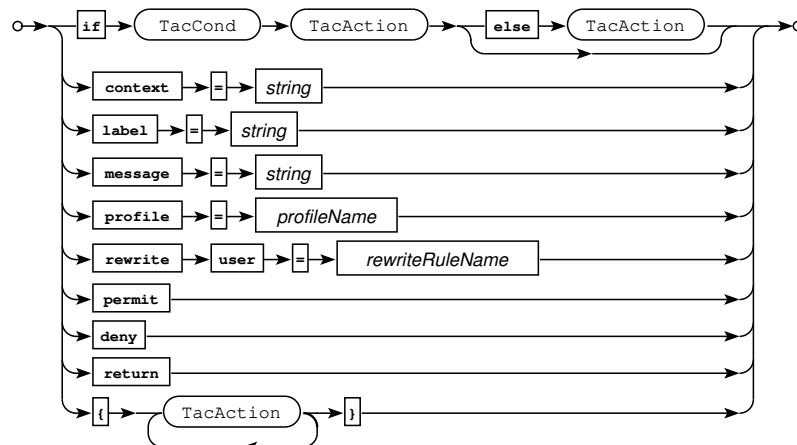 if TacCond TacAction else TacAction
context = string
label = string
message = string
profile = profileName
rewrite user = rewriteRuleName
permit
deny
return
{ TacAction }